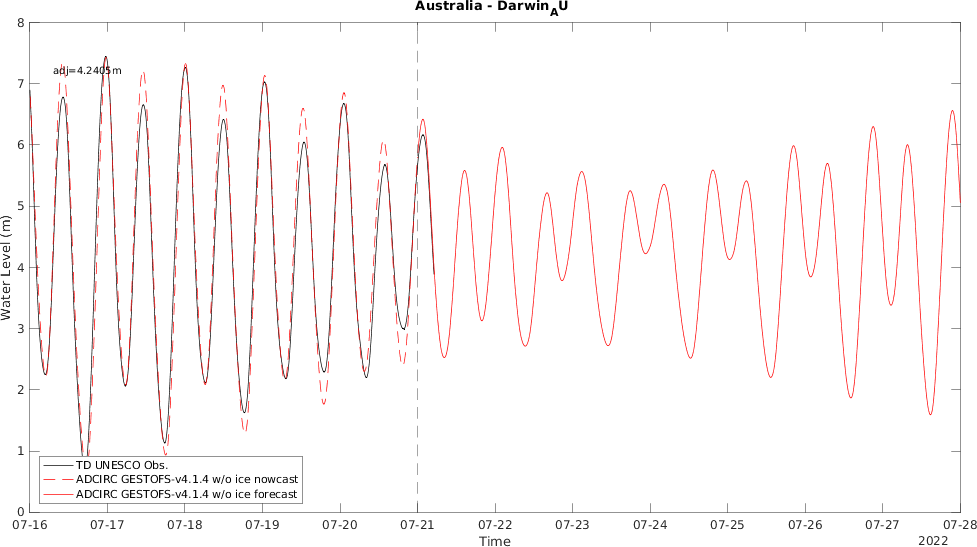 Australia - DarwinAU
8
7
6
5
4
3
2
1
0
Water Level (m)
adj=4.2405m
TD UNESCO Obs.
ADCIRC GESTOFS-v4.1.4 w/o ice nowcast
ADCIRC GESTOFS-v4.1.4 w/o ice forecast
07-16 07-17 07-18 07-19 07-20 07-21 07-22 07-23 07-24 07-25 07-26 07-27 07-28
Time
2022